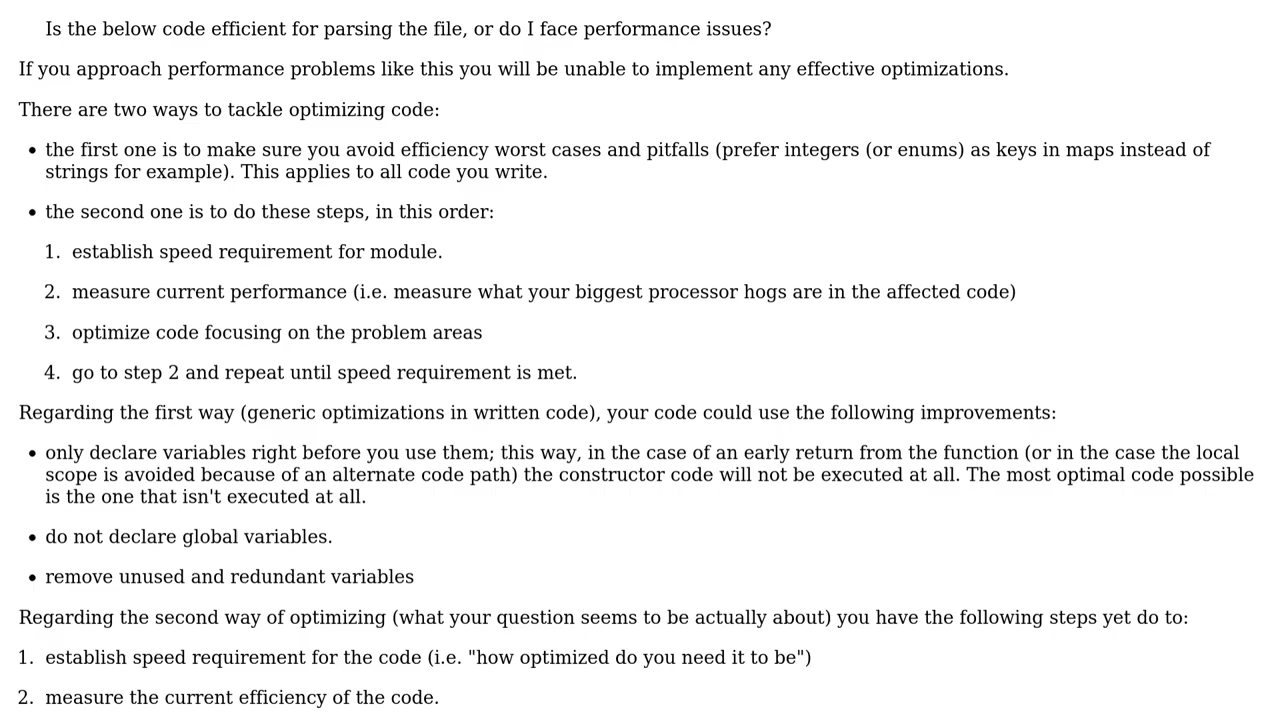 Is the below code efficient for parsing the file, or do I face performance issues?
If you approach performance problems like this you will be unable to implement any effective optimizations.
There are two ways to tackle optimizing code:
• the first one is to make sure you avoid efficiency worst cases and pitfalls (prefer integers (or enums) as keys in maps instead of
strings for example). This applies to all code you write.
• the second one is to do these steps, in this order:
1. establish speed requirement for module.
2. measure current performance (i.e. measure what your biggest processor hogs are in the affected code)
3. optimize code focusing on the problem areas
4. go to step 2 and repeat until speed requirement is met.
Regarding the first way (generic optimizations in written code), your code could use the following improvements:
• only declare variables right before you use them; this way, in the case of an early return from the function (or in the case the local
scope is avoided because of an alternate code path) the constructor code will not be executed at all. The most optimal code possible
is the one that isn't executed at all.
• do not declare global variables.
• remove unused and redundant variables
Regarding the second way of optimizing (what your question seems to be actually about) you have the following steps yet do to:
1. establish speed requirement for the code (i.e. "how optimized do you need it to be")
2. measure the current efficiency of the code.